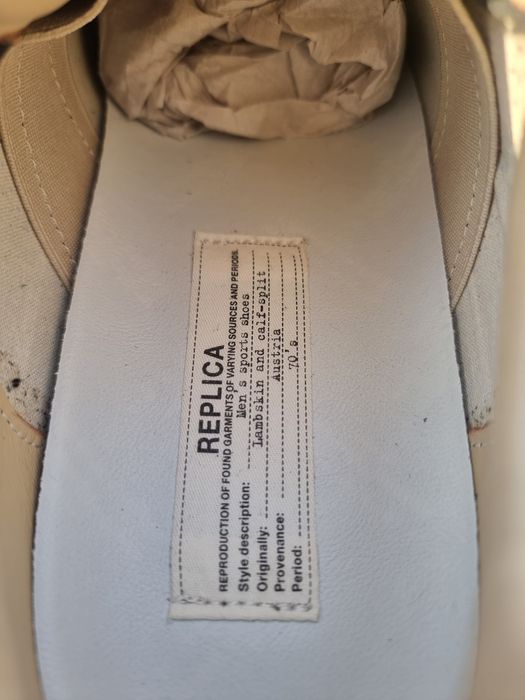 REPLICA
REPRODUCTION OF FOUND GARMENTS OF VARYING SOURCES AND PERIODS
Style description: Men's sports shoes
Originally: Lambskin and calf-split
Provenance: Austria
Period: 70's